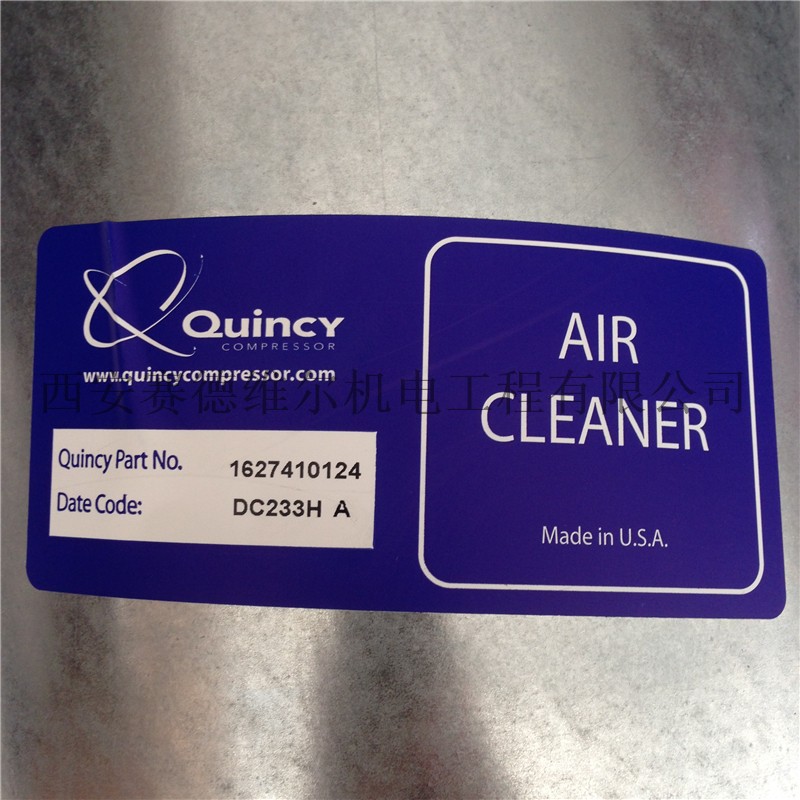 Quincy
COMPRESSOR
www.quincycompressor.com
西安赛德维尔机电工程有限公司
Quincy Part No. 1627410124
Date Code: DC233H A
AIR
CLEANER
Made in U.S.A.